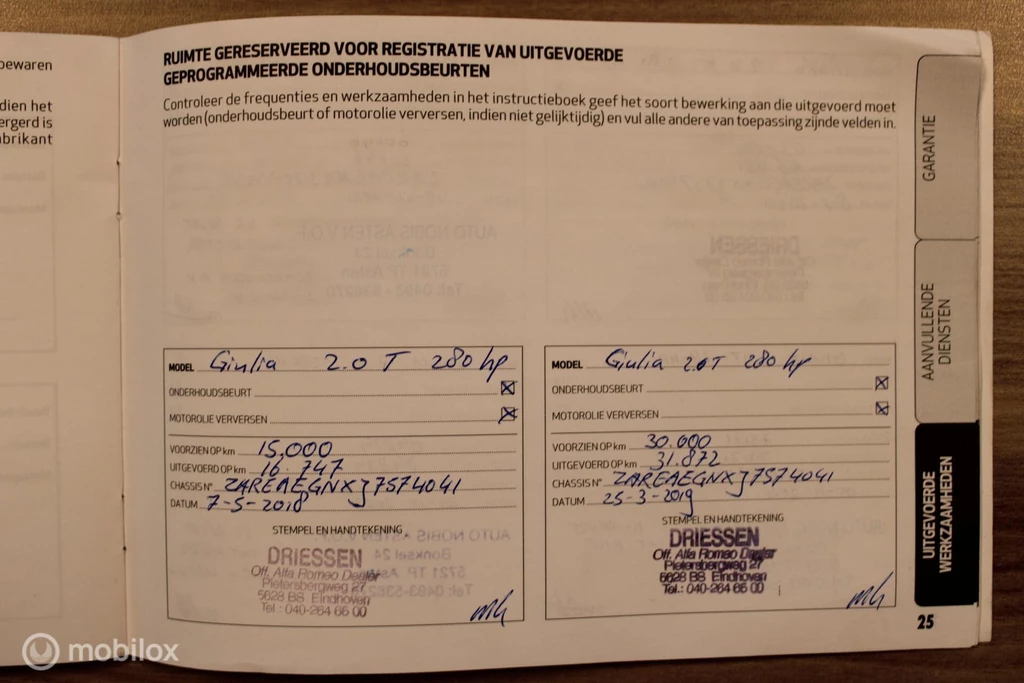 bewaren
dien het
ergerd is
abrikant
RUIMTE GERESERVEERD VOOR REGISTRATIE VAN UITGEVOERDE
GEPROGRAMMEERDE ONDERHOUDSBEURTEN
Controleer de frequenties en werkzaamheden in het instructieboek geef het soort bewerking aan die uitgevoerd moet
worden (onderhoudsbeurt of motorolie verversen, indien niet gelijktijdig) en vul alle andere van toepassing zijnde velden in.
MODEL Giulia 2.0 T 280 hp
ONDERHOUDSBEURT
MOTOROLIE VERVERSEN
VOORZIEN OP km 15.000
UITGEVOERD OP km 16.747
CHASSIS N° ZAREAEGNXJ7574041
DATUM 7-5-2018
STEMPEL EN HANDTEKENING
DRIESSEN
Off. Alfa Romeo Dealer
Pietersbergweg 27
5628 BS Eindhoven
Tel.: 040-264 65 00
MODEL Giulia 2.0T 280 hp
ONDERHOUDSBEURT
MOTOROLIE VERVERSEN
VOORZIEN OP km 30.000
UITGEVOERD OP km 31.872
CHASSIS N° ZAREAEGNXJ7574041
DATUM 25-3-2019
STEMPEL EN HANDTEKENING
DRIESSEN
Off. Alfa Romeo Dealer
Pietersbergweg 27
5628 BS Eindhoven
Tel.: 040-264 65 00
GARANTIE
AANVULLENDE
DIENSTEN
UITGEVOERDE
WERKZAAMHEDEN
25
mobilox